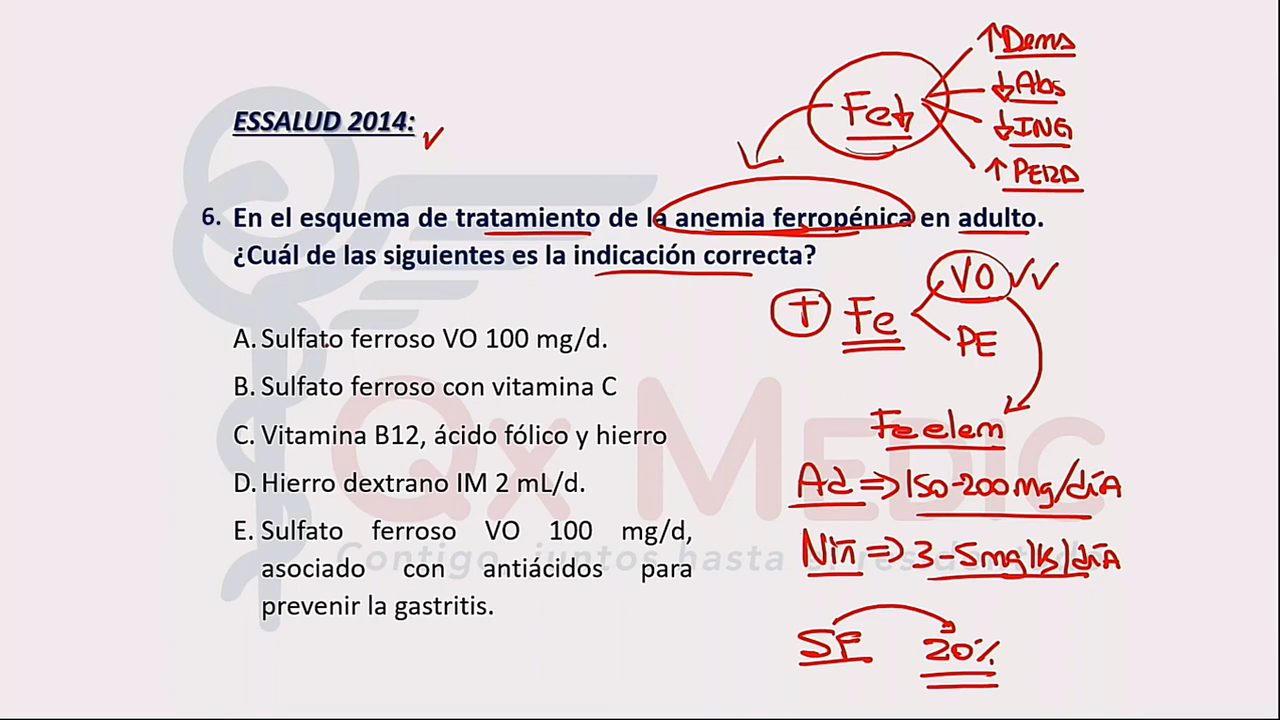 ESSALUD 2014:
6. En el esquema de tratamiento de la anemia ferropénica en adulto.
¿Cuál de las siguientes es la indicación correcta?
A. Sulfato ferroso VO 100 mg/d.
B. Sulfato ferroso con vitamina C
C. Vitamina B12, ácido fólico y hierro
D. Hierro dextrano IM 2 mL/d.
E. Sulfato ferroso VO 100 mg/d,
asociado con antiácidos para
prevenir la gastritis.
Fe↓
↑Dema
↓Abs
↓ING
↑PERD
T Fe
VO
PE
Fe elem
Ad => 150-200mg/díA
Niñ => 3-5mg/Kg/díA
SF 20%
Qx MEDIC
Contigo, juntos hasta el